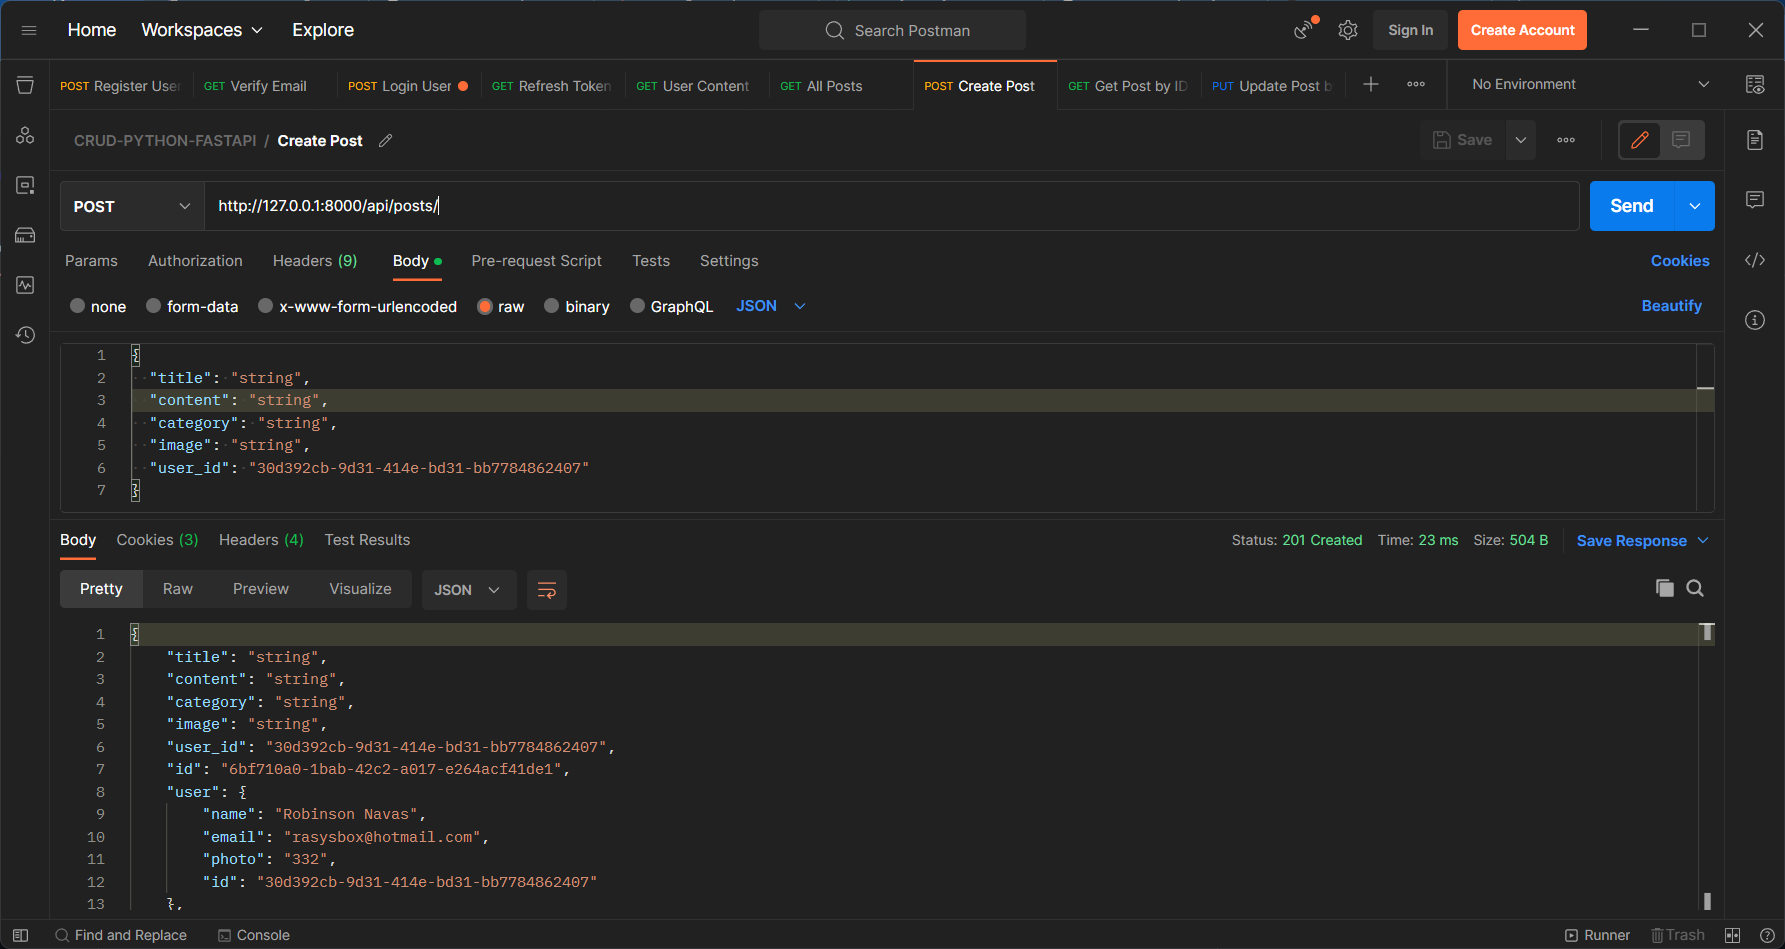 Home Workspaces Explore Search Postman Sign In Create Account
POST Register User GET Verify Email POST Login User GET Refresh Token GET User Content GET All Posts POST Create Post GET Get Post by ID PUT Update Post b No Environment
CRUD-PYTHON-FASTAPI / Create Post Save
POST http://127.0.0.1:8000/api/posts/ Send
Params Authorization Headers (9) Body Pre-request Script Tests Settings Cookies
none form-data x-www-form-urlencoded raw binary GraphQL JSON Beautify
1 {
2 "title": "string",
3 "content": "string",
4 "category": "string",
5 "image": "string",
6 "user_id": "30d392cb-9d31-414e-bd31-bb7784862407"
7 }
Body Cookies (3) Headers (4) Test Results Status: 201 Created Time: 23 ms Size: 504 B Save Response
Pretty Raw Preview Visualize JSON
1 {
2 "title": "string",
3 "content": "string",
4 "category": "string",
5 "image": "string",
6 "user_id": "30d392cb-9d31-414e-bd31-bb7784862407",
7 "id": "6bf710a0-1bab-42c2-a017-e264acf41de1",
8 "user": {
9 "name": "Robinson Navas",
10 "email": "rasysbox@hotmail.com",
11 "photo": "332",
12 "id": "30d392cb-9d31-414e-bd31-bb7784862407"
13 },
Find and Replace Console Runner Trash